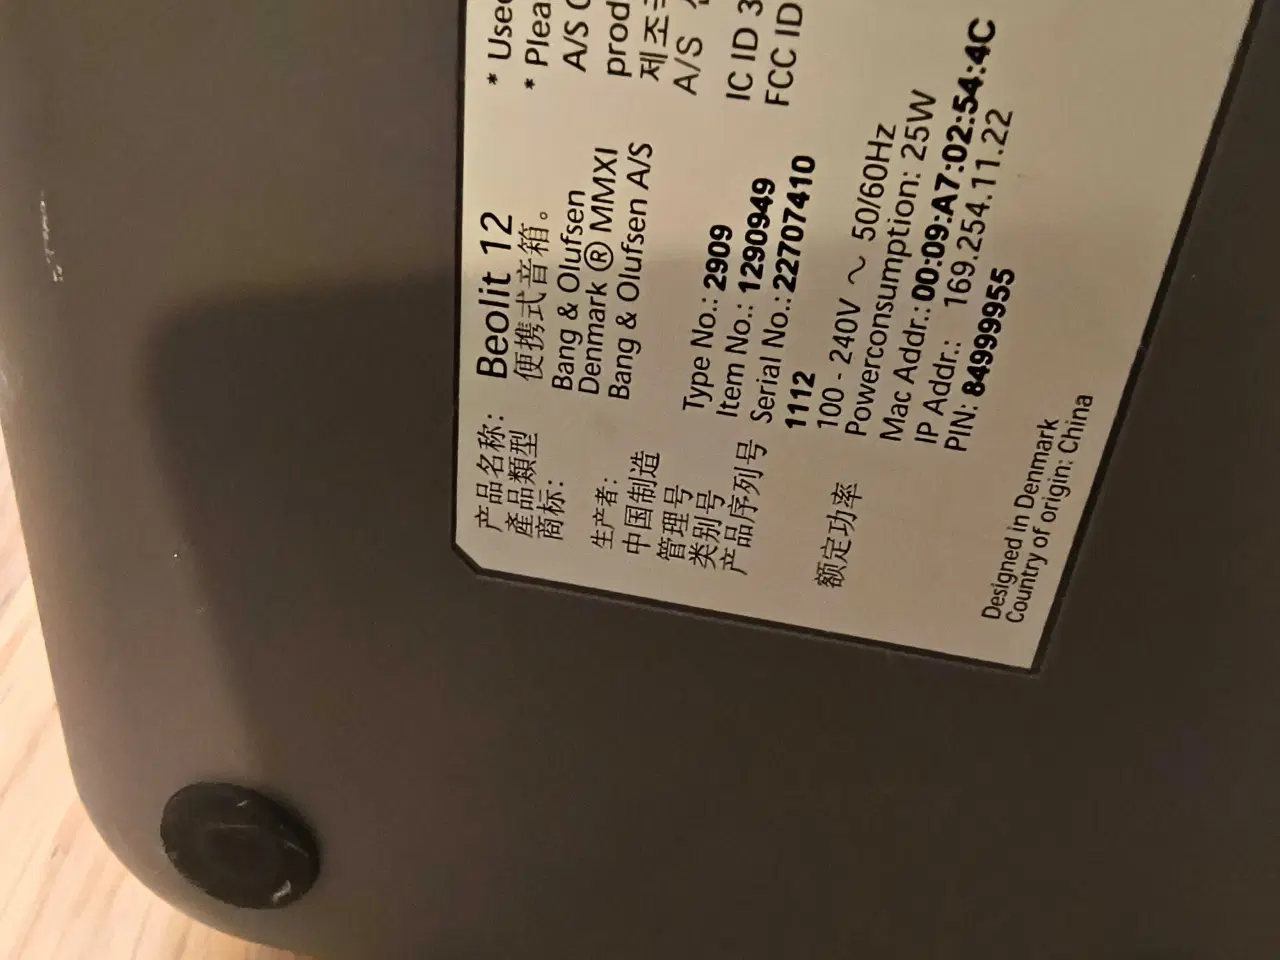 产品名称: Beolit 12
產品類型 便携式音箱。
商标: Bang & Olufsen
Denmark ® MMXI
生产者: Bang & Olufsen A/S
中国制造
管理号 Type No.: 2909
类别号 Item No.: 1290949
产品序列号 Serial No.: 22707410
1112
100 - 240V ~ 50/60Hz
额定功率 Powerconsumption: 25W
Mac Addr.: 00:09:A7:02:54:4C
IP Addr.: 169.254.11.22
PIN: 84999955
Designed in Denmark
Country of origin: China
* Used
* Plea
A/S
prod
제조
A/S
IC ID 3
FCC ID